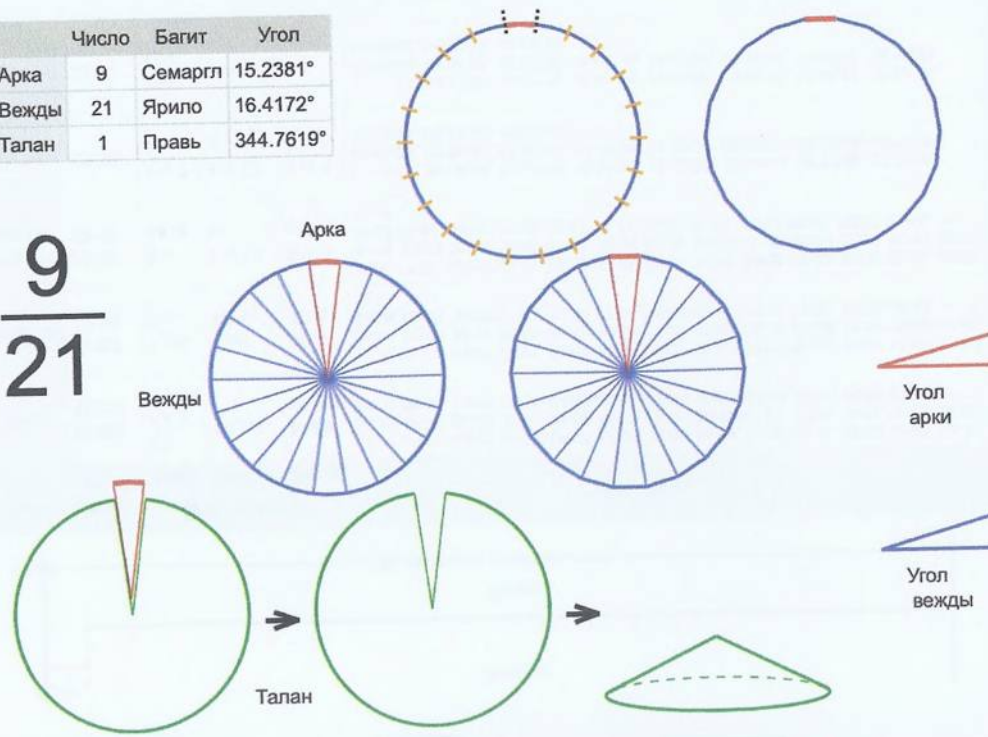 Число Багит Угол
Арка 9 Семаргл 15.2381°
Вежды 21 Ярило 16.4172°
Талан 1 Правь 344.7619°
9
21
Арка
Вежды
Угол
арки
Угол
вежды
Талан